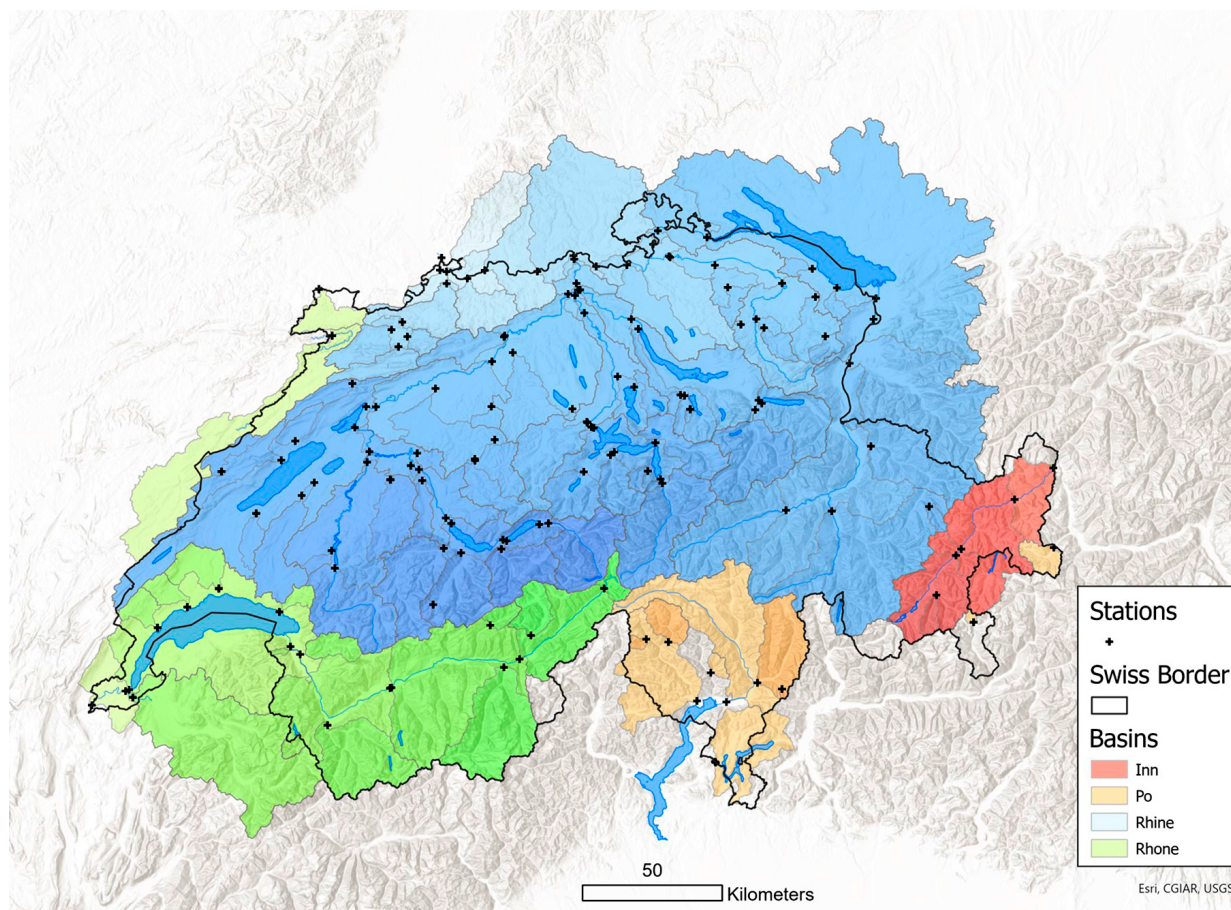 Stations
Swiss Border
Basins
Inn
Po
Rhine
Rhone
50
Kilometers
Esri, CGIAR, USGS